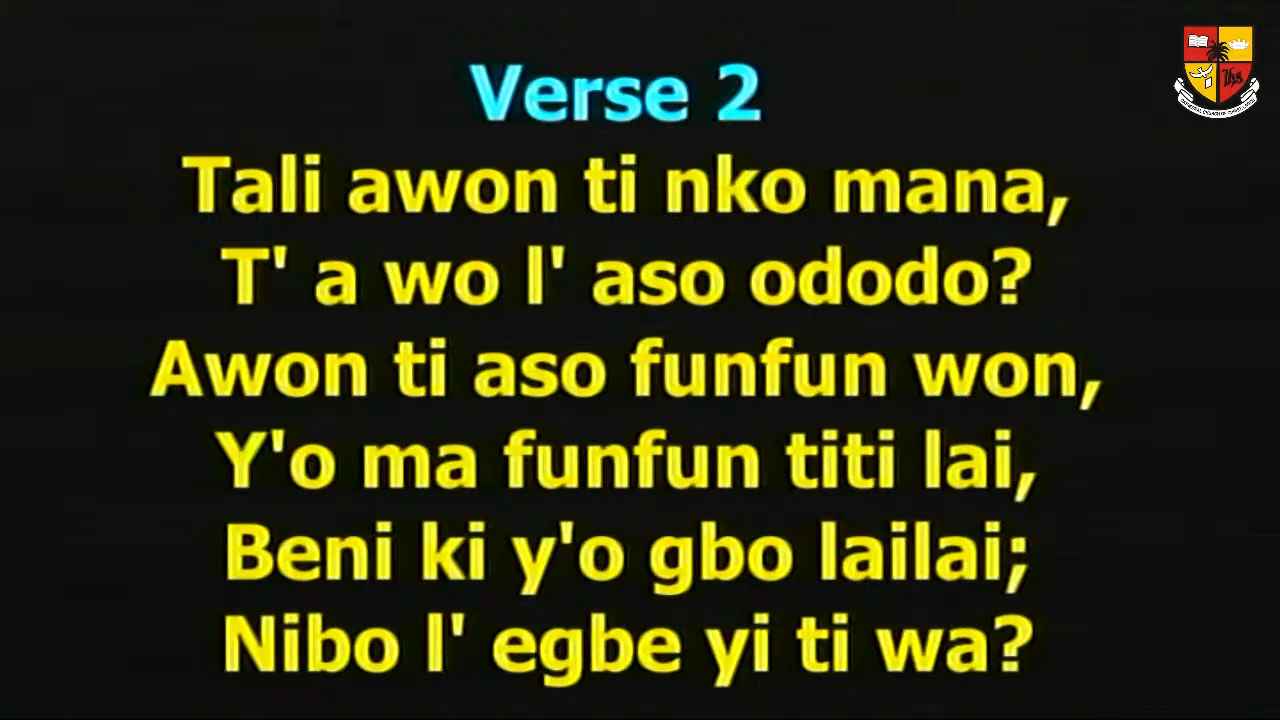 Verse 2
Tali awon ti nko mana,
T' a wo l' aso ododo?
Awon ti aso funfun won,
Y'o ma funfun titi lai,
Beni ki y'o gbo lailai;
Nibo l' egbe yi ti wa?